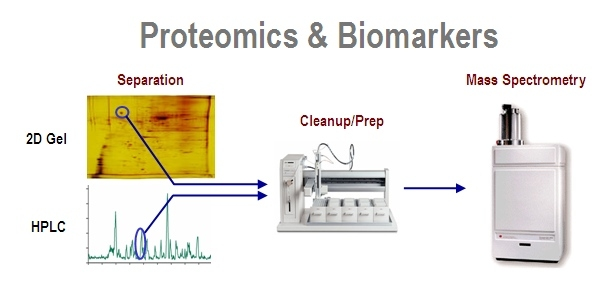 Proteomics & Biomarkers
Separation
Mass Spectrometry
Cleanup/Prep
2D Gel
HPLC